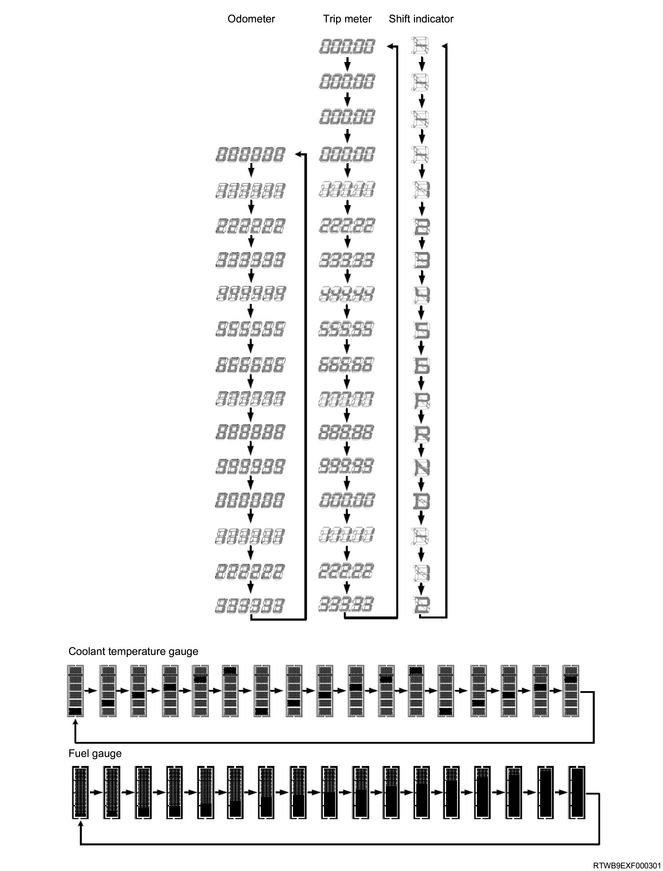 Odometer Trip meter Shift indicator
000.00
000.00
000.00
000000 000.00
111111 111.11 1
222222 222.22 2
333333 333.33 3
444444 444.44 4
555555 555.55 5
666666 666.66 6
777777 777.77 P
888888 888.88 R
999999 999.99 N
000000 000.00 D
111111 111.11
222222 222.22 1
333333 333.33 2
Coolant temperature gauge
Fuel gauge
RTWB9EXF000301